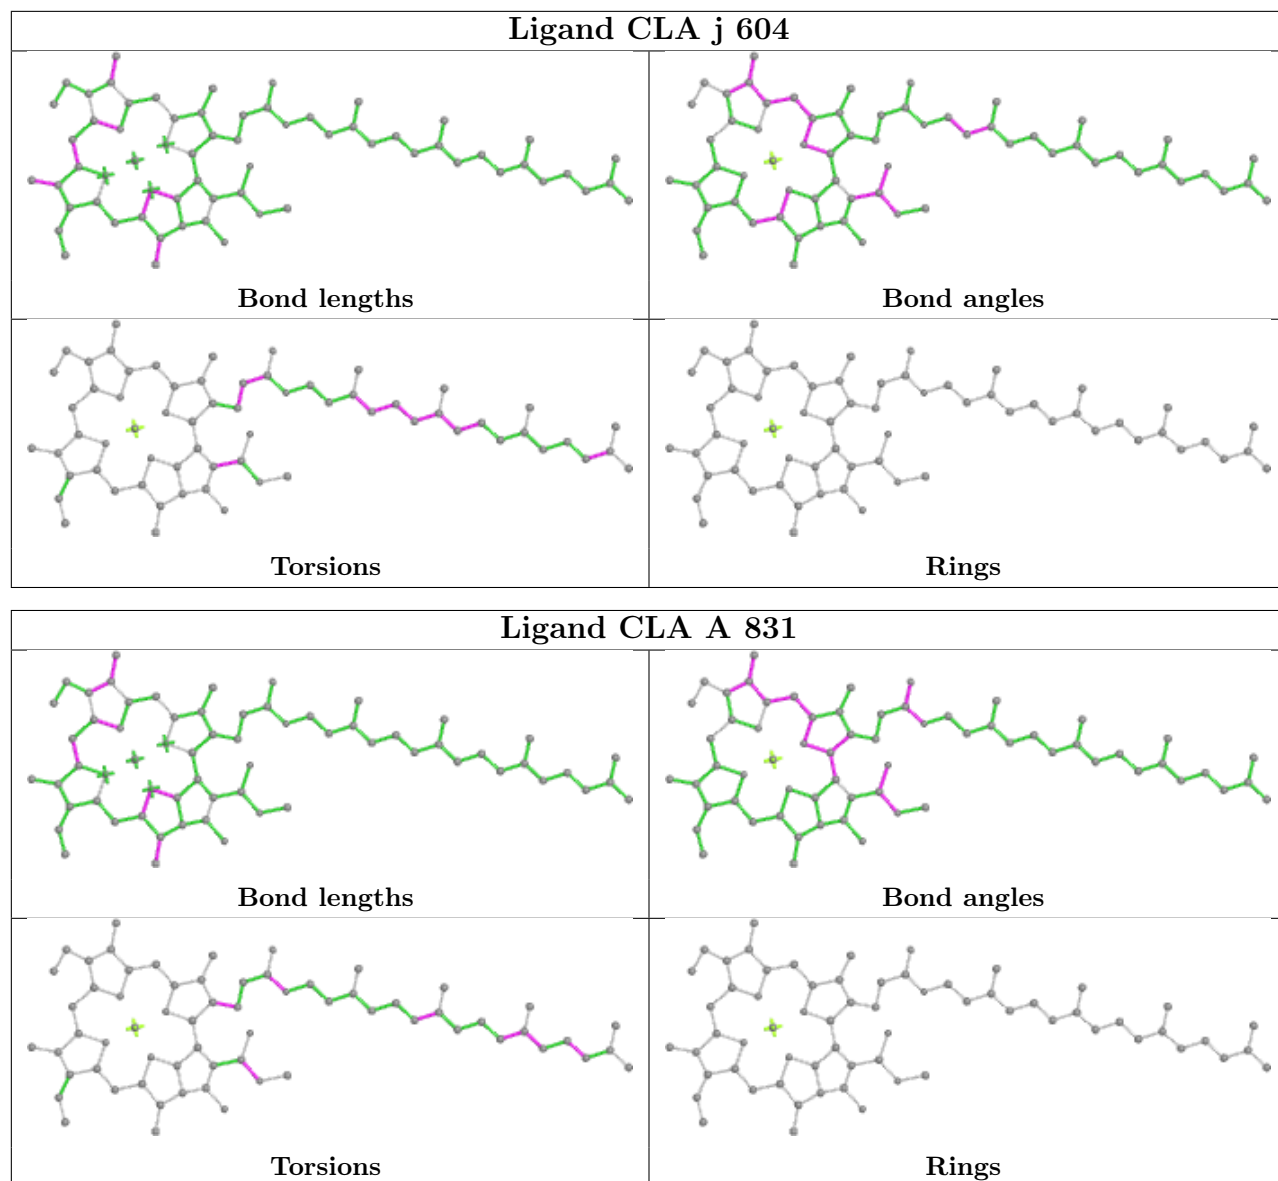 Ligand CLA j 604
Bond lengths
Bond angles
Torsions
Rings
Ligand CLA A 831
Bond lengths
Bond angles
Torsions
Rings